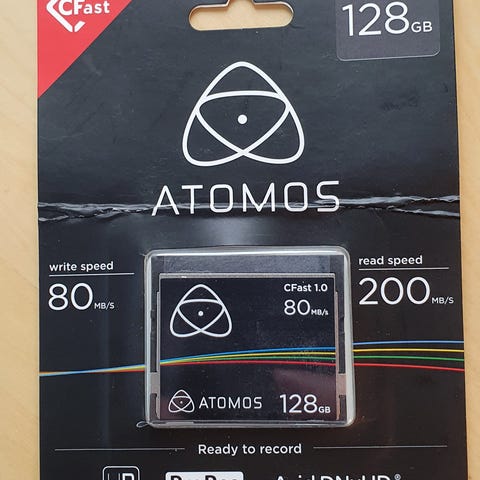 CFast
128GB
ATOMOS
write speed
80MB/S
read speed
200MB/S
CFast 1.0
80MB/s
ATOMOS
128GB
Ready to record